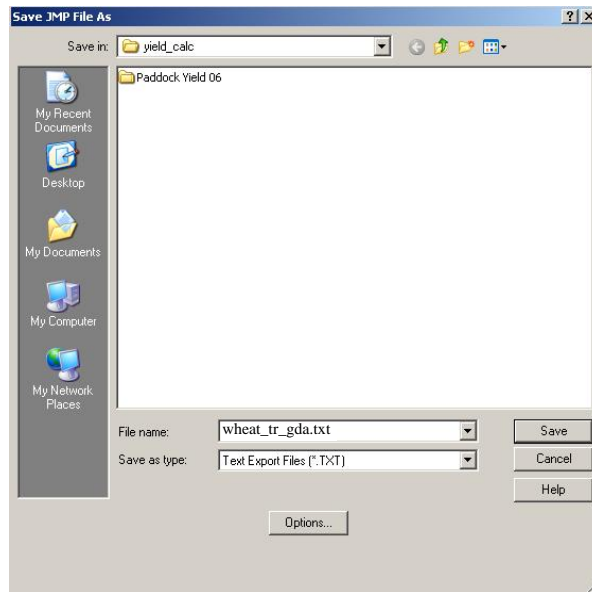 Save JMP File As
Save in: yield_calc
Paddock Yield 06
My Recent
Documents
Desktop
My Documents
My Computer
My Network
Places
File name: wheat_tr_gda.txt Save
Save as type: Text Export Files (*.TXT) Cancel
Help
Options...